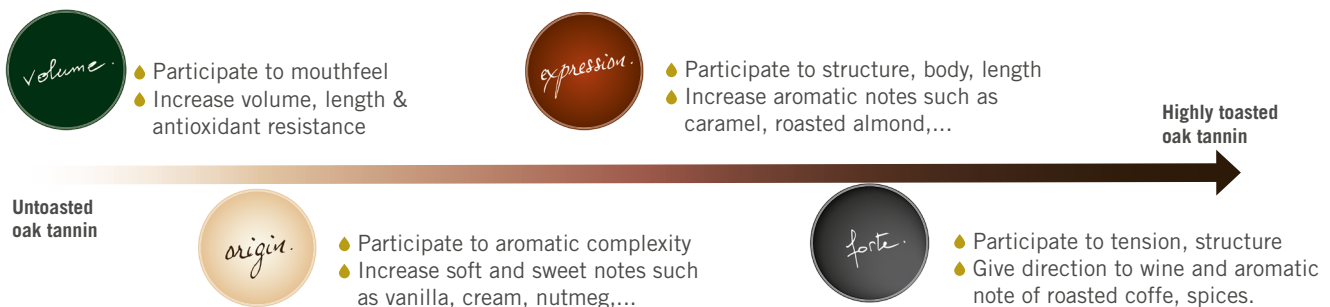 volume.
Participate to mouthfeel
Increase volume, length &
antioxidant resistance
expression.
Participate to structure, body, length
Increase aromatic notes such as
caramel, roasted almond,...
Highly toasted
oak tannin
Untoasted
oak tannin
origin.
Participate to aromatic complexity
Increase soft and sweet notes such
as vanilla, cream, nutmeg,...
forte.
Participate to tension, structure
Give direction to wine and aromatic
note of roasted coffe, spices.